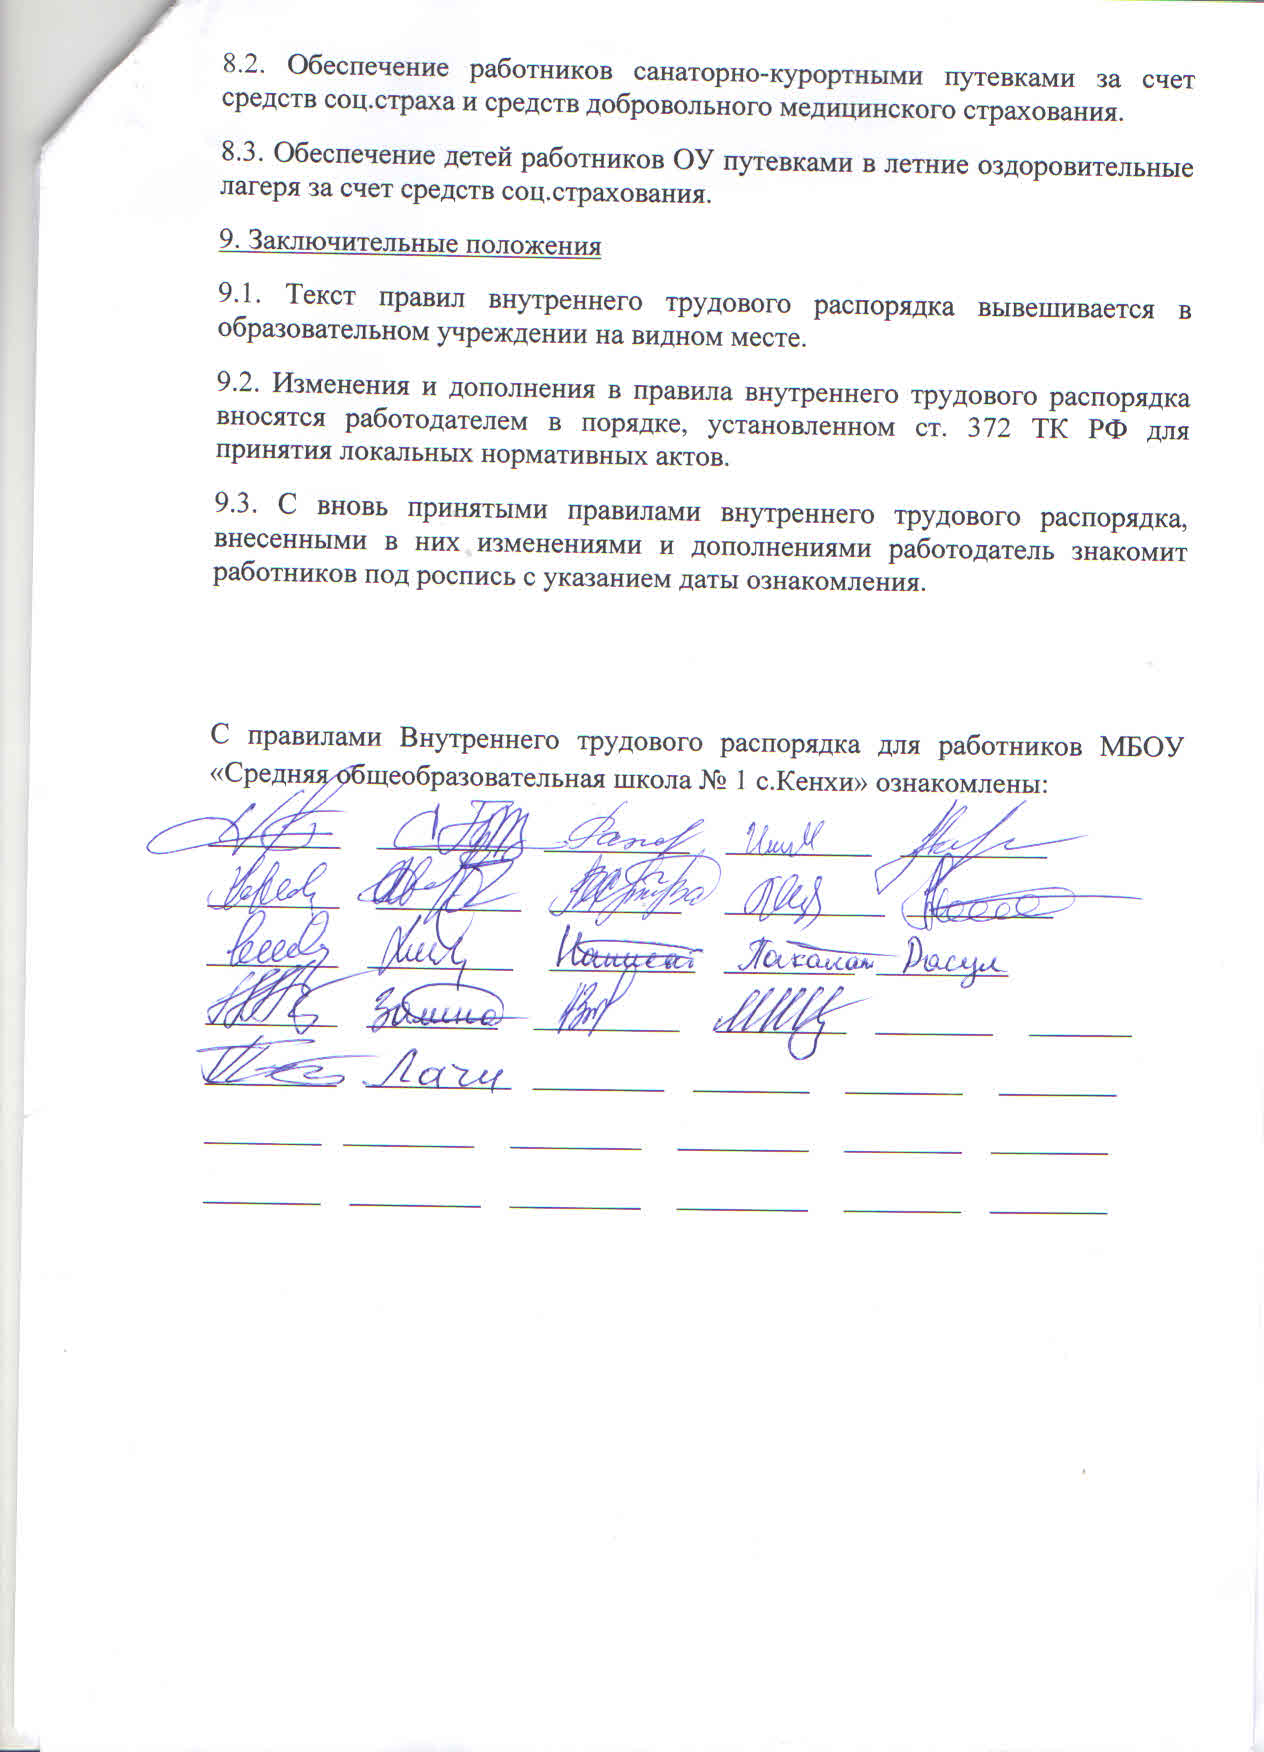 8.2. Обеспечение работников санаторно-курортными путевками за счет
средств соц.страха и средств добровольного медицинского страхования.
8.3. Обеспечение детей работников ОУ путевками в летние оздоровительные
лагеря за счет средств соц.страхования.
9. Заключительные положения
9.1. Текст правил внутреннего трудового распорядка вывешивается в
образовательном учреждении на видном месте.
9.2. Изменения и дополнения в правила внутреннего трудового распорядка
вносятся работодателем в порядке, установленном ст. 372 ТК РФ для
принятия локальных нормативных актов.
9.3. С вновь принятыми правилами внутреннего трудового распорядка,
внесенными в них изменениями и дополнениями работодатель знакомит
работников под роспись с указанием даты ознакомления.
С правилами Внутреннего трудового распорядка для работников МБОУ
«Средняя общеобразовательная школа № 1 с.Кенхи» ознакомлены:
Расул
Залина
Лачи